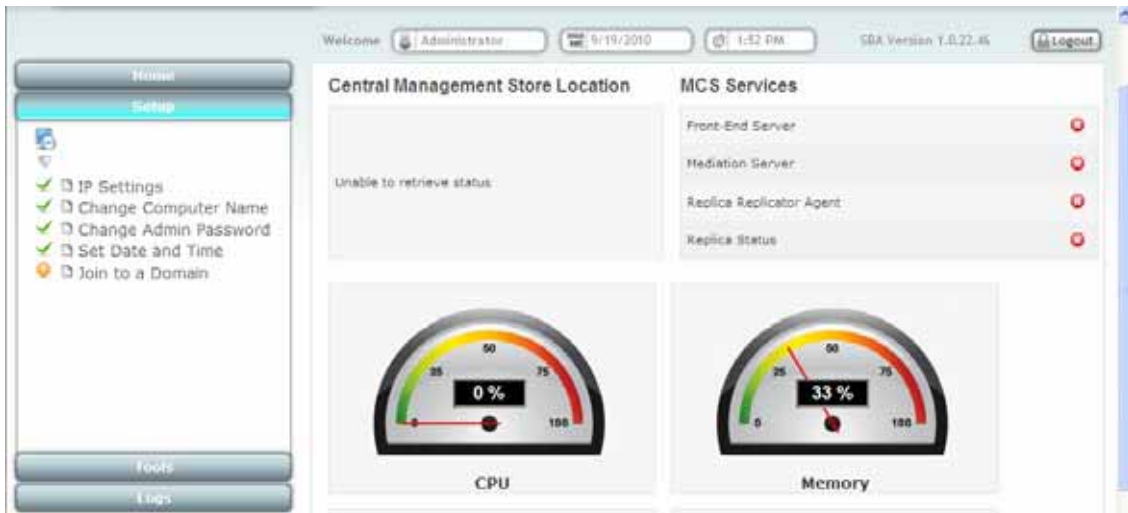 Welcome Administrator 9/19/2010 1:52 PM SBA Version 1.0.22.46 Logout
Home
Setup
IP Settings
Change Computer Name
Change Admin Password
Set Date and Time
Join to a Domain
Tools
Logs
Central Management Store Location
Unable to retrieve status
MCS Services
Front-End Server
Mediation Server
Replica Replicator Agent
Replica Status
0 25 50 75 100
0 %
CPU
0 25 50 75 100
33 %
Memory